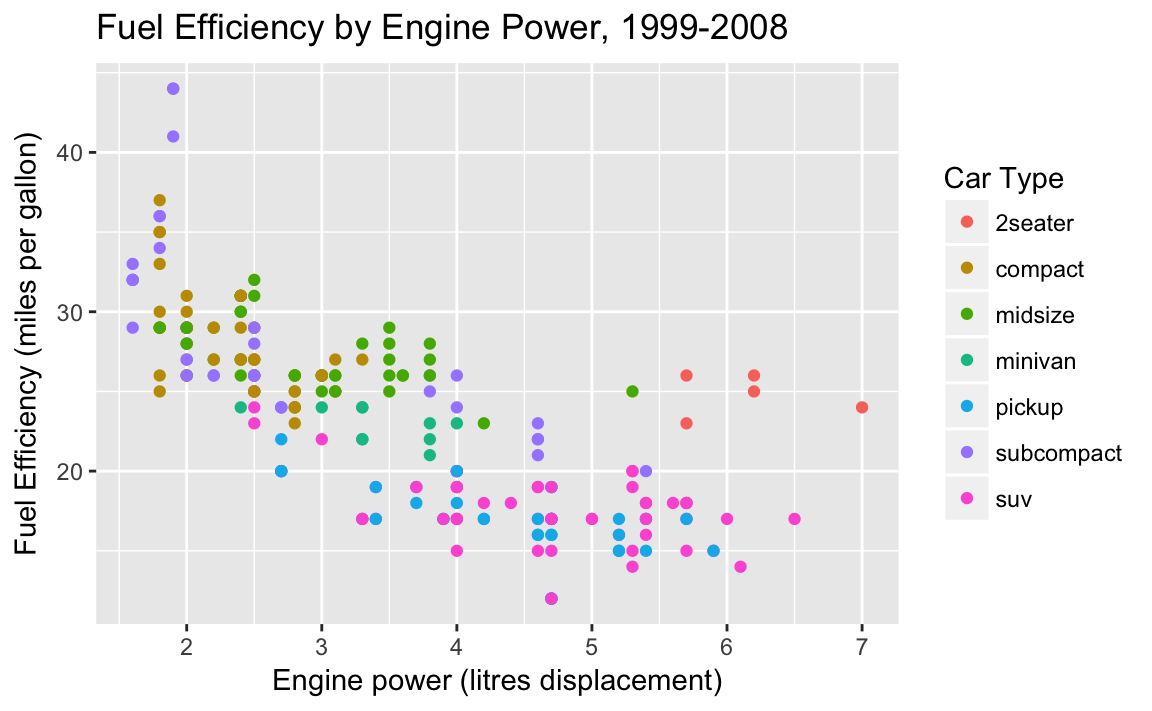 Fuel Efficiency by Engine Power, 1999-2008
Fuel Efficiency (miles per gallon)
40
30
20
2 3 4 5 6 7
Engine power (litres displacement)
Car Type
2seater
compact
midsize
minivan
pickup
subcompact
suv